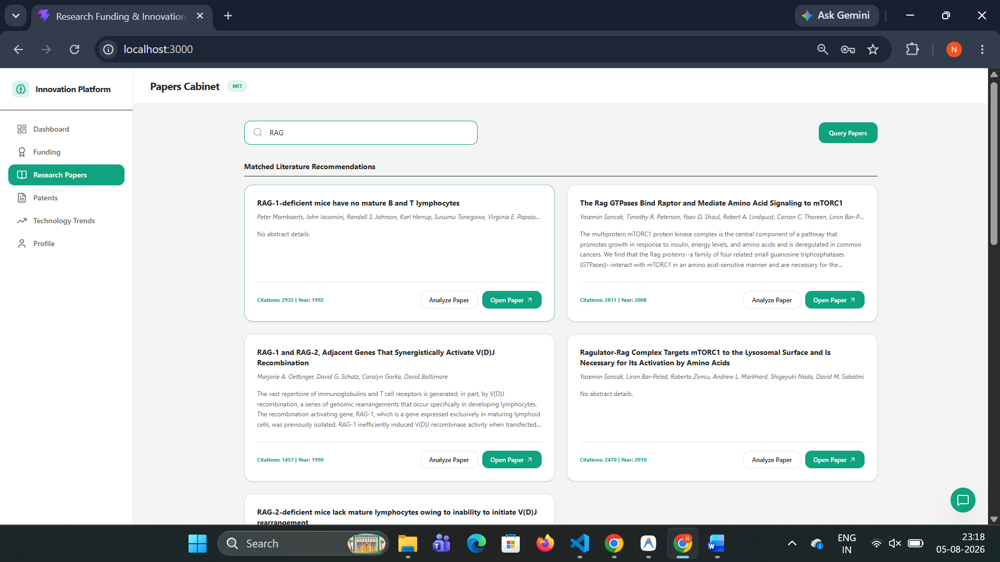 Research Funding & Innovation
Ask Gemini
localhost:3000
N
Innovation Platform
Papers Cabinet
MIT
Dashboard
Funding
Research Papers
Patents
Technology Trends
Profile
RAG
Query Papers
Matched Literature Recommendations
RAG-1-deficient mice have no mature B and T lymphocytes
Peter Mombaerts, John Iacomini, Randall S. Johnson, Karl Herrup, Susumu Tonegawa, Virginia E. Papaio...
No abstract details.
Citations: 2935 | Year: 1992
Analyze Paper
Open Paper
The Rag GTPases Bind Raptor and Mediate Amino Acid Signaling to mTORC1
Yasemin Sancak, Timothy R. Peterson, Yoav D. Shaul, Robert A. Lindquist, Carson C. Thoreen, Liron Bar-P...
The multiprotein mTORC1 protein kinase complex is the central component of a pathway that
promotes growth in response to insulin, energy levels, and amino acids and is deregulated in common
cancers. We find that the Rag proteins--a family of four related small guanosine triphosphatases
(GTPases)--interact with mTORC1 in an amino acid-sensitive manner and are necessary for the...
Citations: 2811 | Year: 2008
Analyze Paper
Open Paper
RAG-1 and RAG-2, Adjacent Genes That Synergistically Activate V(D)J
Recombination
Marjorie A. Oettinger, David G. Schatz, Carolyn Gorka, David Baltimore
The vast repertoire of immunoglobulins and T cell receptors is generated, in part, by V(D)J
recombination, a series of genomic rearrangements that occur specifically in developing lymphocytes.
The recombination activating gene, RAG-1, which is a gene expressed exclusively in maturing lymphoid
cells, was previously isolated. RAG-1 inefficiently induced V(D)J recombinase activity when transfected...
Citations: 1457 | Year: 1990
Analyze Paper
Open Paper
Ragulator-Rag Complex Targets mTORC1 to the Lysosomal Surface and Is
Necessary for Its Activation by Amino Acids
Yasemin Sancak, Liron Bar-Peled, Roberto Zoncu, Andrew L. Markhard, Shigeyuki Nada, David M. Sabatini
No abstract details.
Citations: 2470 | Year: 2010
Analyze Paper
Open Paper
RAG-2-deficient mice lack mature lymphocytes owing to inability to initiate V(D)J
rearrangement
Search
ENG
IN
23:18
05-08-2026